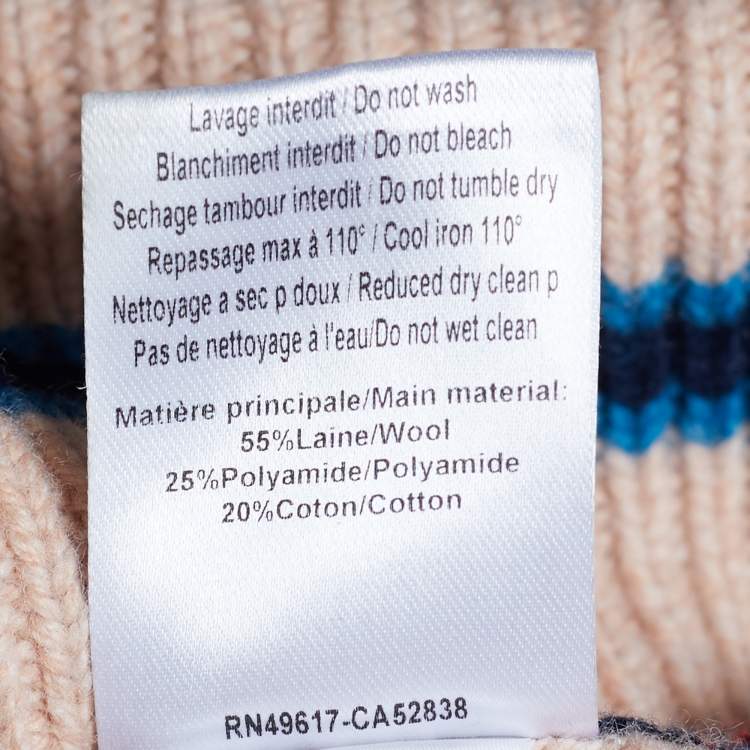 Lavage interdit / Do not wash
Blanchiment interdit / Do not bleach
Sechage tambour interdit / Do not tumble dry
Repassage max à 110° / Cool iron 110°
Nettoyage a sec p doux / Reduced dry clean p
Pas de nettoyage à l'eau/Do not wet clean
Matière principale/Main material:
55%Laine/Wool
25%Polyamide/Polyamide
20%Coton/Cotton
RN49617-CA52838